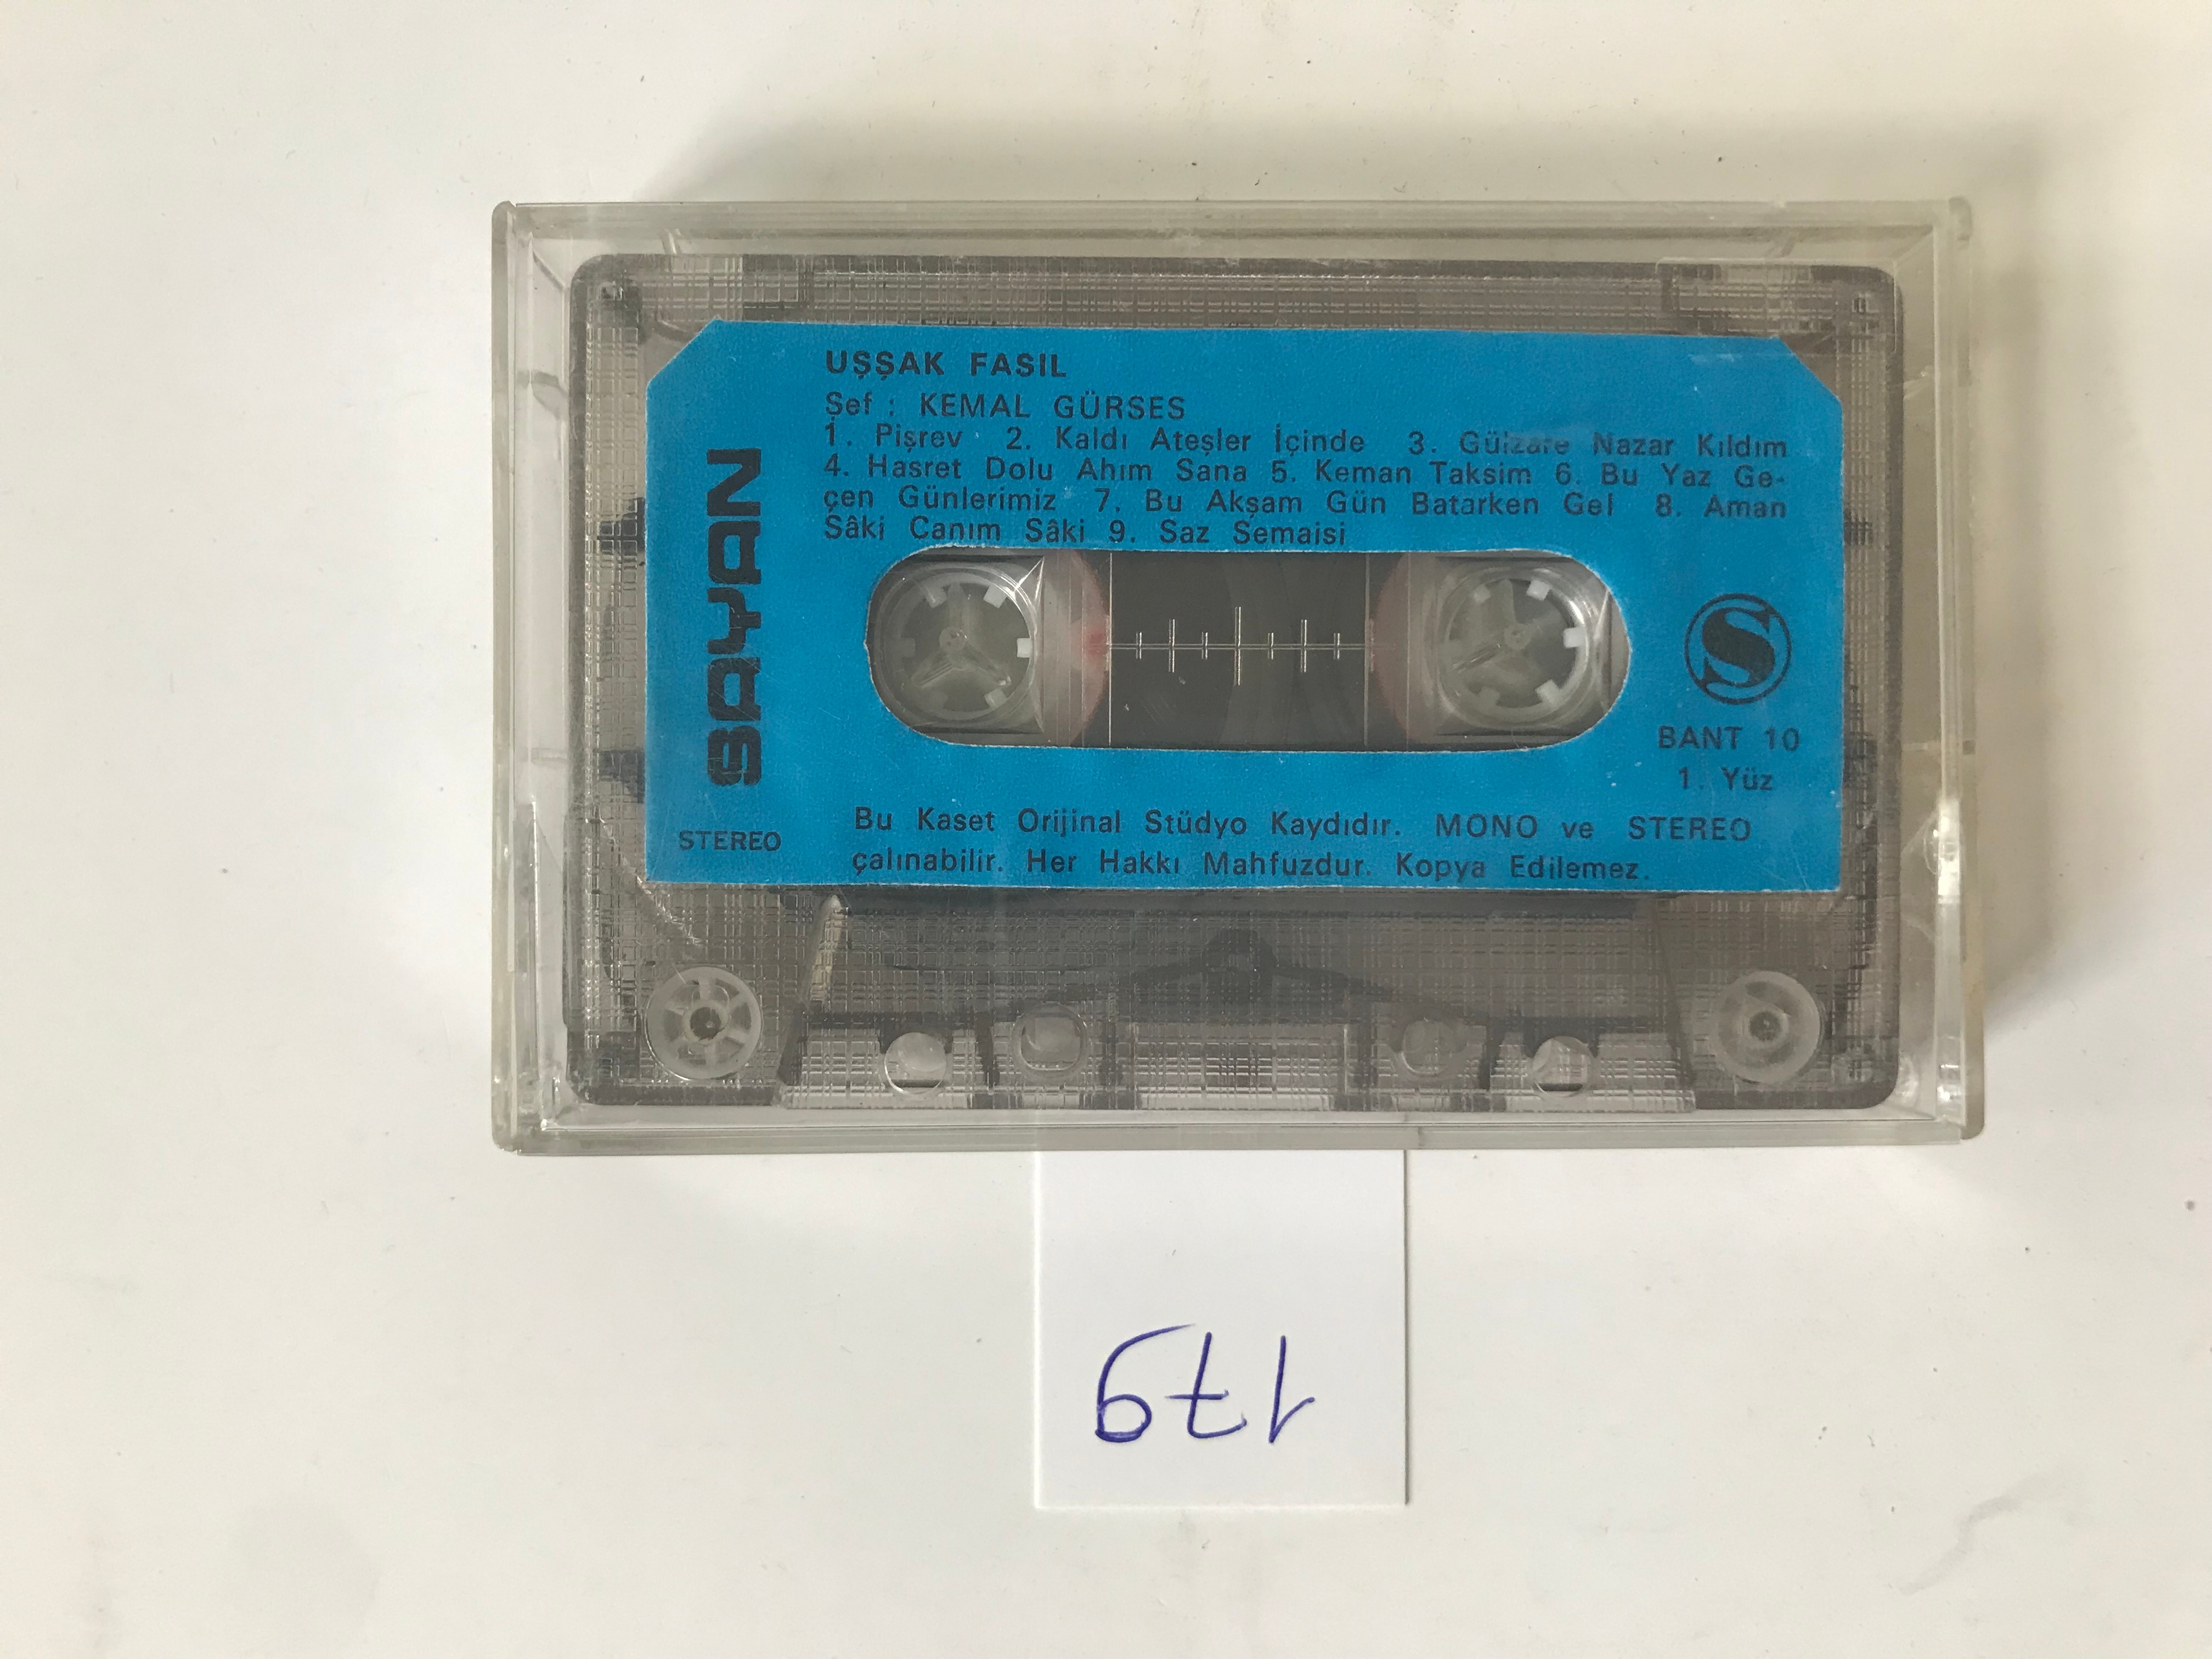 UŞŞAK FASIL
Şef : KEMAL GÜRSES
1. Pişrev 2. Kaldı Ateşler İçinde 3. Gülzare Nazar Kıldım
4. Hasret Dolu Ahım Sana 5. Keman Taksim 6. Bu Yaz Ge-
çen Günlerimiz 7. Bu Akşam Gün Batarken Gel 8. Aman
Sâki Canım Sâki 9. Saz Semaisi
SAYAN
STEREO
S
BANT 10
1. Yüz
Bu Kaset Orijinal Stüdyo Kaydıdır. MONO ve STEREO
çalınabilir. Her Hakkı Mahfuzdur. Kopya Edilemez.
179